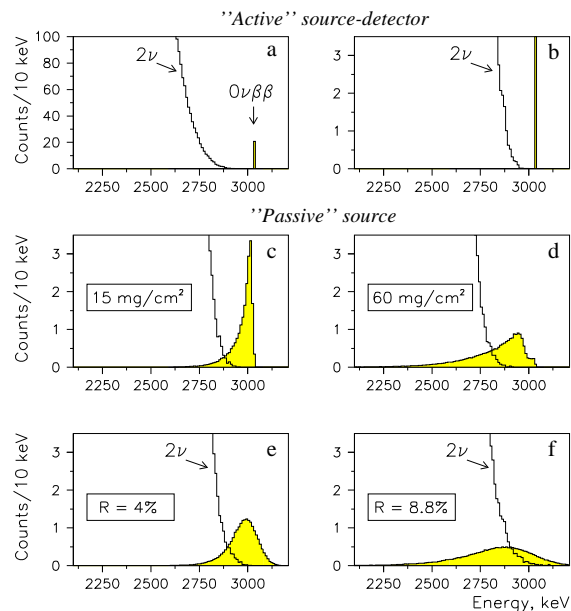 ’’Active’’ source-detector
Counts/10 keV
100
80
60
40
20
0
2ν
0νββ
a
2250 2500 2750 3000
3
2
1
0
2ν
b
2250 2500 2750 3000
’’Passive’’ source
Counts/10 keV
3
2
1
0
15 mg/cm²
c
2250 2500 2750 3000
3
2
1
0
60 mg/cm²
d
2250 2500 2750 3000
Counts/10 keV
3
2
1
0
2ν
R = 4%
e
2250 2500 2750 3000
3
2
1
0
2ν
R = 8.8%
f
2250 2500 2750 3000
Energy, keV